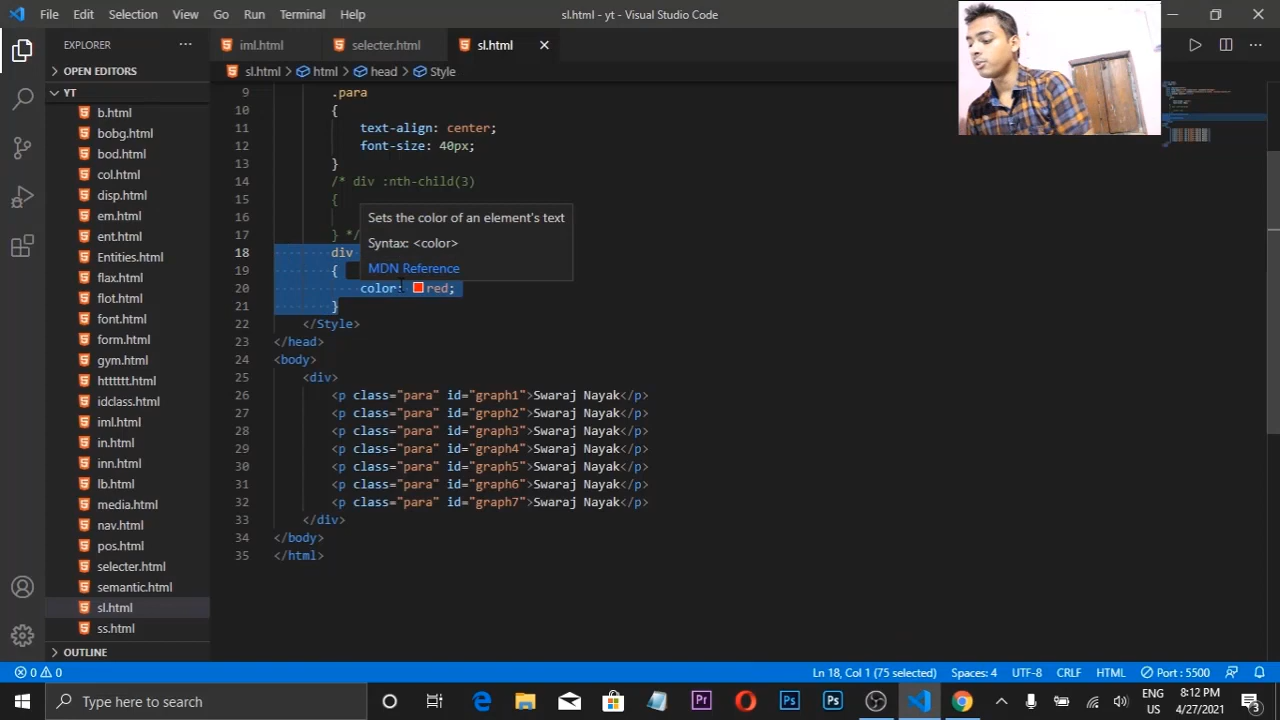 File Edit Selection View Go Run Terminal Help sl.html - yt - Visual Studio Code
EXPLORER
iml.html selecter.html sl.html
OPEN EDITORS
sl.html > html > head > Style
YT
b.html
bobg.html
bod.html
col.html
disp.html
em.html
ent.html
Entities.html
flax.html
flot.html
font.html
form.html
gym.html
htttttt.html
idclass.html
iml.html
in.html
inn.html
lb.html
media.html
nav.html
pos.html
selecter.html
semantic.html
sl.html
ss.html
OUTLINE
9 .para
10 {
11 text-align: center;
12 font-size: 40px;
13 }
14 /* div :nth-child(3)
15 {
16
17 } */
Sets the color of an element's text
Syntax: <color>
MDN Reference
18 div
19 {
20 color: red;
21 }
22 </Style>
23 </head>
24 <body>
25 <div>
26 <p class="para" id="graph1">Swaraj Nayak</p>
27 <p class="para" id="graph2">Swaraj Nayak</p>
28 <p class="para" id="graph3">Swaraj Nayak</p>
29 <p class="para" id="graph4">Swaraj Nayak</p>
30 <p class="para" id="graph5">Swaraj Nayak</p>
31 <p class="para" id="graph6">Swaraj Nayak</p>
32 <p class="para" id="graph7">Swaraj Nayak</p>
33 </div>
34 </body>
35 </html>
0 0 Ln 18, Col 1 (75 selected) Spaces: 4 UTF-8 CRLF HTML Port : 5500
Type here to search
Pr Ps Ps
ENG
US
8:12 PM
4/27/2021
3